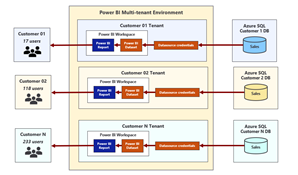 Power BI Multi-tenant Environment
Customer 01
17 users
Customer 01 Tenant
Power BI Workspace
Power BI Report
Power BI Dataset
Datasource credentials
Azure SQL
Customer 1 DB
Sales
Customer 02
118 users
Customer 02 Tenant
Power BI Workspace
Power BI Report
Power BI Dataset
Datasource credentials
Azure SQL
Customer 2 DB
Sales
Customer N
233 users
Customer N Tenant
Power BI Workspace
Power BI Report
Power BI Dataset
Datasource credentials
Azure SQL
Customer N DB
Sales